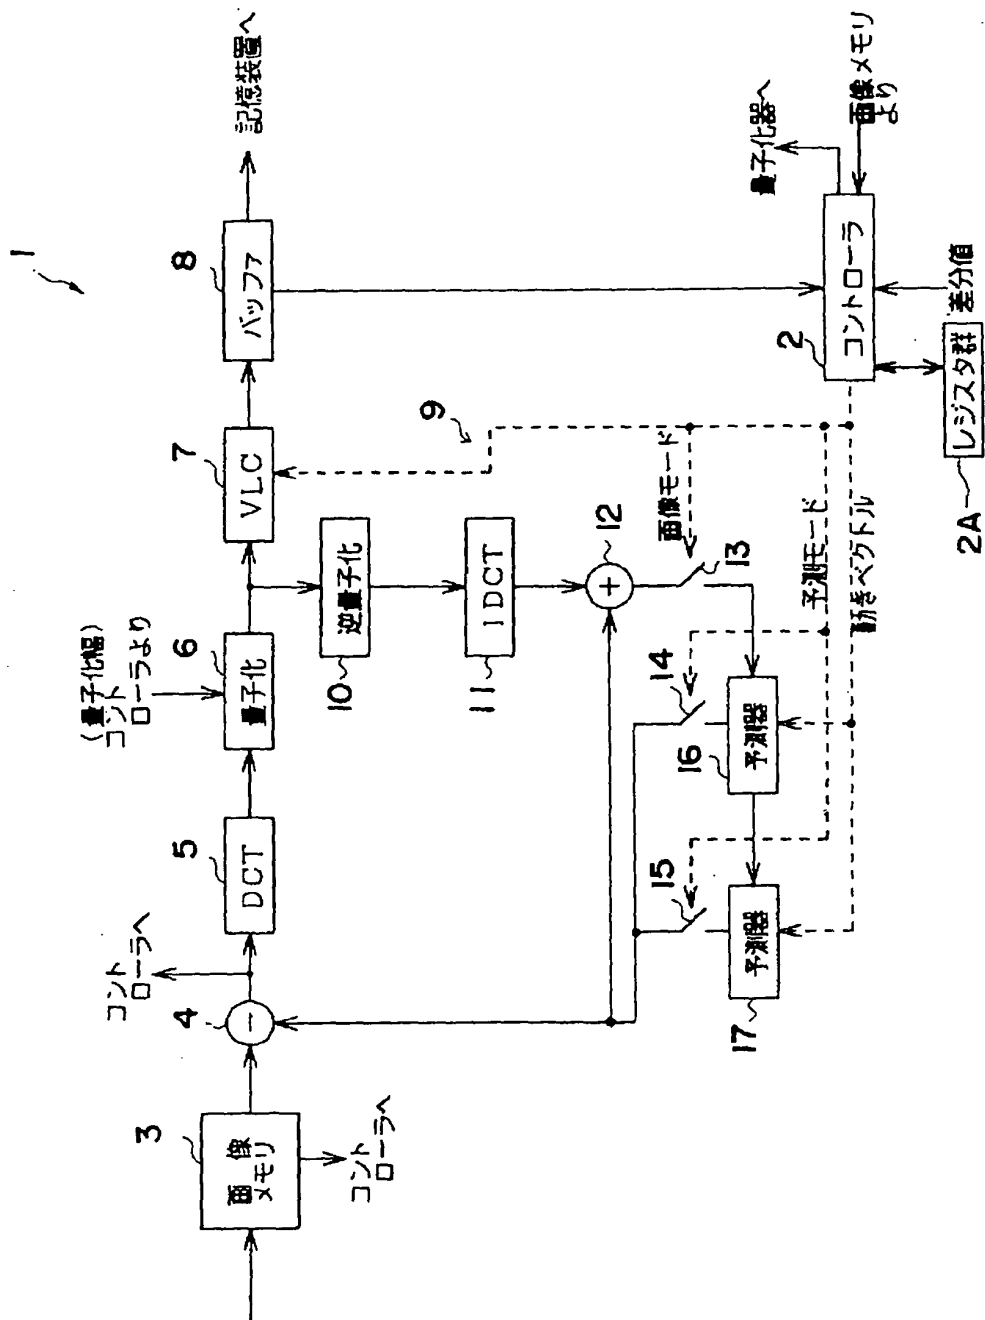 1
記憶装置へ
8
バッファ
7
VLC
9
(量子化幅)
コント
ローラより
6
量子化
逆量子化
10
IDCT
11
12
+
画像モード
13
予測モード
動きベクトル
14
15
16
予測器
17
予測器
5
DCT
コント
ローラへ
4
−
3
画像
メモリ
コント
ローラへ
量子化器へ
画像メモリ
より
2
コントローラ
差分値
レジスタ群
2A